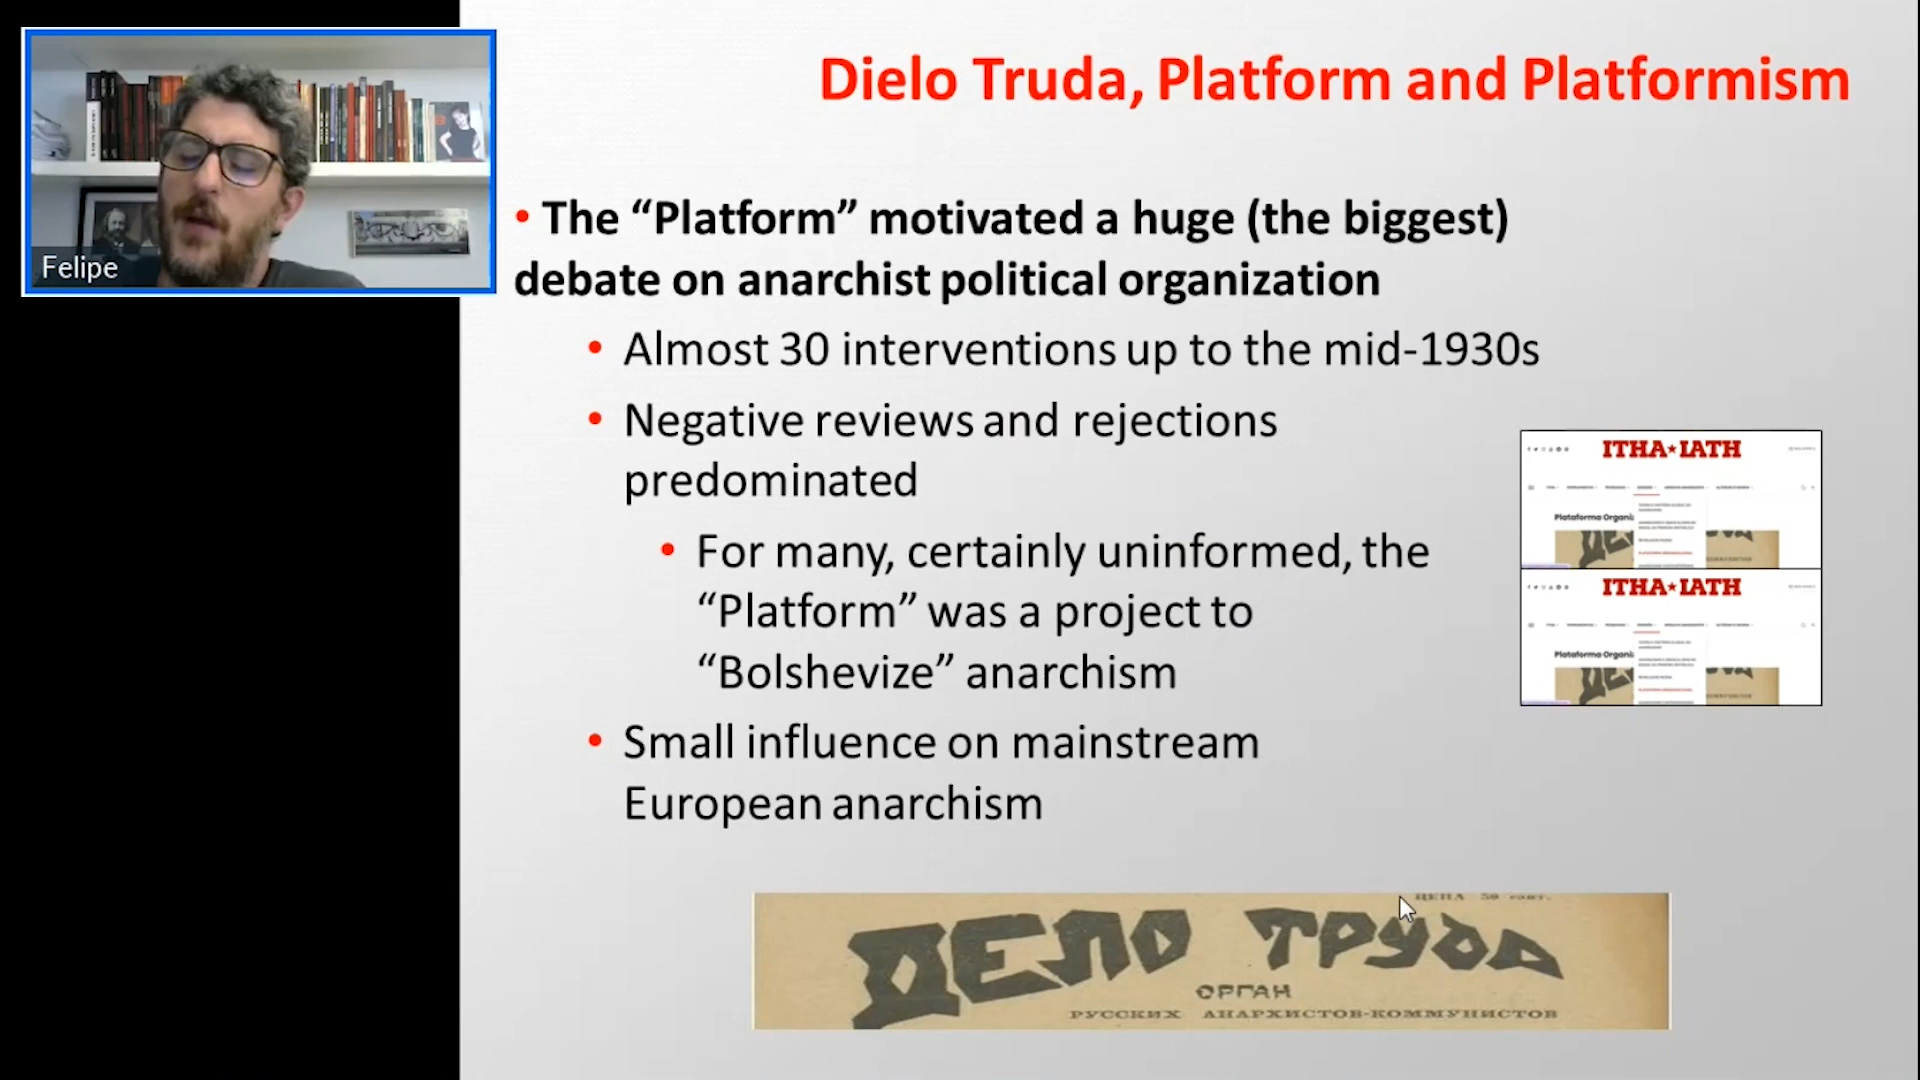 Dielo Truda, Platform and Platformism
Felipe
• The “Platform” motivated a huge (the biggest)
debate on anarchist political organization
• Almost 30 interventions up to the mid-1930s
• Negative reviews and rejections
predominated
• For many, certainly uninformed, the
“Platform” was a project to
“Bolshevize” anarchism
• Small influence on mainstream
European anarchism
ITHA★IATH
Plataforma Organi
ITHA★IATH
Plataforma Organi
ЦЕНА 50
ДЕЛО ТРУДА
ОРГАН
РУССКИХ АНАРХИСТОВ-КОММУНИСТОВ